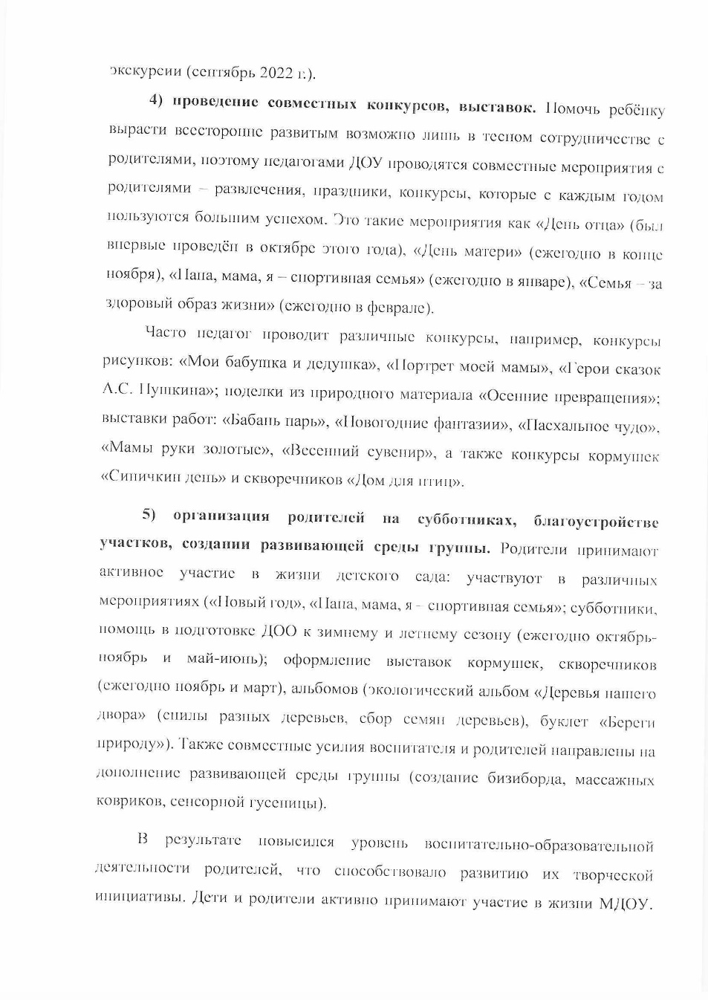 экскурсии (сентябрь 2022 г.).
4) проведение совместных конкурсов, выставок. Помочь ребёнку
вырасти всесторонне развитым возможно лишь в тесном сотрудничестве с
родителями, поэтому педагогами ДОУ проводятся совместные мероприятия с
родителями – развлечения, праздники, конкурсы, которые с каждым годом
пользуются большим успехом. Это такие мероприятия как «День отца» (был
впервые проведён в октябре этого года), «День матери» (ежегодно в конце
ноября), «Папа, мама, я – спортивная семья» (ежегодно в январе), «Семья – за
здоровый образ жизни» (ежегодно в феврале).
Часто педагог проводит различные конкурсы, например, конкурсы
рисунков: «Мои бабушка и дедушка», «Портрет моей мамы», «Герои сказок
А.С. Пушкина»; поделки из природного материала «Осенние превращения»;
выставки работ: «Бабань парь», «Новогодние фантазии», «Пасхальное чудо»,
«Мамы руки золотые», «Весенний сувенир», а также конкурсы кормушек
«Синичкин день» и скворечников «Дом для птиц».
5) организация родителей на субботниках, благоустройстве
участков, создании развивающей среды группы. Родители принимают
активное участие в жизни детского сада: участвуют в различных
мероприятиях («Новый год», «Папа, мама, я - спортивная семья»; субботники,
помощь в подготовке ДОО к зимнему и летнему сезону (ежегодно октябрь-
ноябрь и май-июнь); оформление выставок кормушек, скворечников
(ежегодно ноябрь и март), альбомов (экологический альбом «Деревья нашего
двора» (спилы разных деревьев, сбор семян деревьев), буклет «Береги
природу»). Также совместные усилия воспитателя и родителей направлены на
дополнение развивающей среды группы (создание бизиборда, массажных
ковриков, сенсорной гусеницы).
В результате повысился уровень воспитательно-образовательной
деятельности родителей, что способствовало развитию их творческой
инициативы. Дети и родители активно принимают участие в жизни МДОУ.